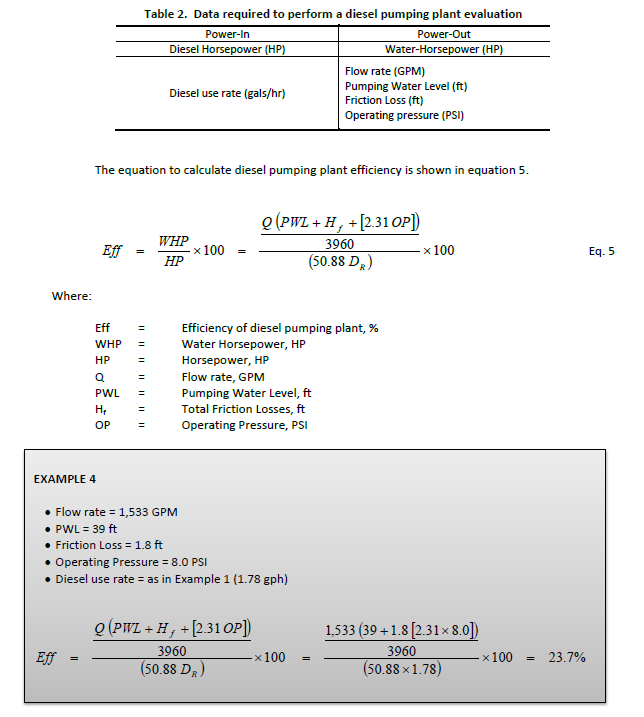 Table 2. Data required to perform a diesel pumping plant evaluation
Power-In Power-Out
Diesel Horsepower (HP) Water-Horsepower (HP)
Diesel use rate (gals/hr)
Flow rate (GPM)
Pumping Water Level (ft)
Friction Loss (ft)
Operating pressure (PSI)
The equation to calculate diesel pumping plant efficiency is shown in equation 5.
Eff = WHP / HP × 100 = (Q (PWL + H_f + [2.31 OP]) / 3960) / (50.88 D_R) × 100 Eq. 5
Where:
Eff = Efficiency of diesel pumping plant, %
WHP = Water Horsepower, HP
HP = Horsepower, HP
Q = Flow rate, GPM
PWL = Pumping Water Level, ft
H_f = Total Friction Losses, ft
OP = Operating Pressure, PSI
EXAMPLE 4
• Flow rate = 1,533 GPM
• PWL = 39 ft
• Friction Loss = 1.8 ft
• Operating Pressure = 8.0 PSI
• Diesel use rate = as in Example 1 (1.78 gph)
Eff = (Q (PWL + H_f + [2.31 OP]) / 3960) / (50.88 D_R) × 100 = (1,533 (39 + 1.8 [2.31 × 8.0]) / 3960) / (50.88 × 1.78) × 100 = 23.7%